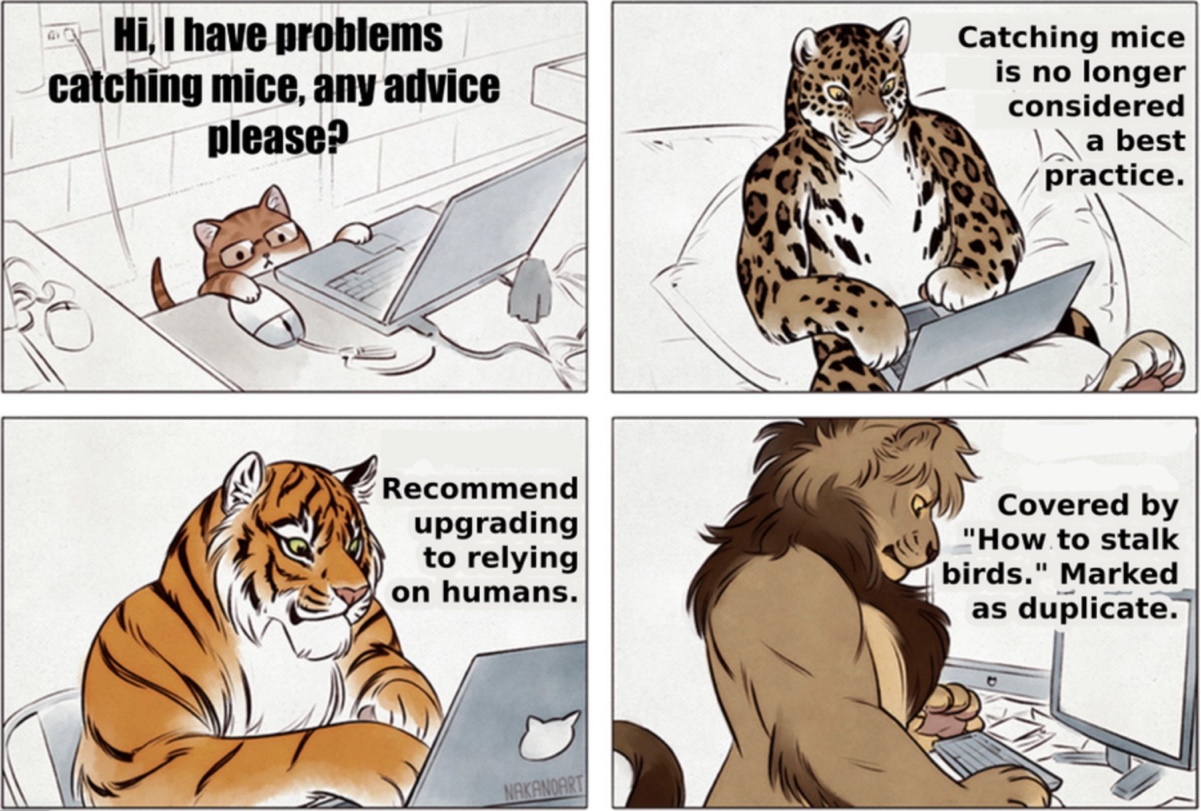 Hi, I have problems
catching mice, any advice
please?
Catching mice
is no longer
considered
a best
practice.
Recommend
upgrading
to relying
on humans.
NAKANOART
Covered by
"How to stalk
birds." Marked
as duplicate.